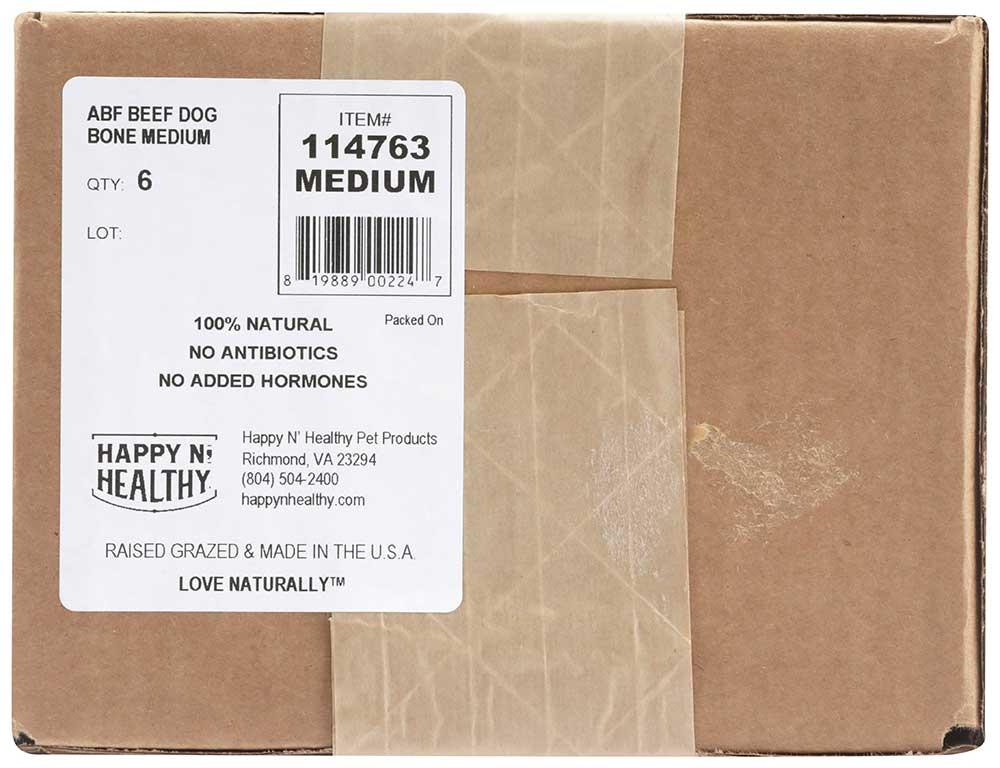 ABF BEEF DOG
BONE MEDIUM
QTY: 6
LOT:
ITEM#
114763
MEDIUM
8 19889 00224 7
Packed On
100% NATURAL
NO ANTIBIOTICS
NO ADDED HORMONES
HAPPY N'
HEALTHY
Happy N' Healthy Pet Products
Richmond, VA 23294
(804) 504-2400
happynhealthy.com
RAISED GRAZED & MADE IN THE U.S.A.
LOVE NATURALLY™